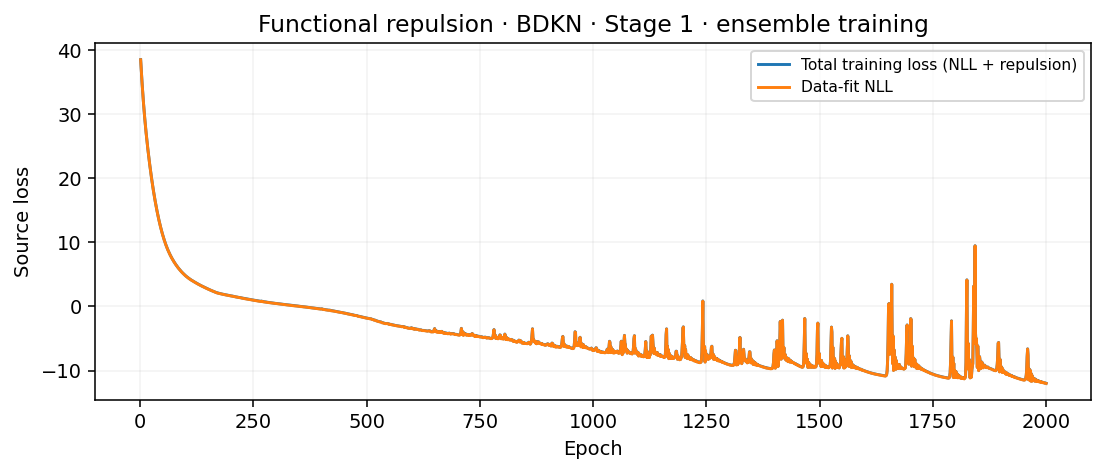 Functional repulsion · BDKN · Stage 1 · ensemble training
Total training loss (NLL + repulsion)
Data-fit NLL
Source loss
40
30
20
10
0
−10
0 250 500 750 1000 1250 1500 1750 2000
Epoch